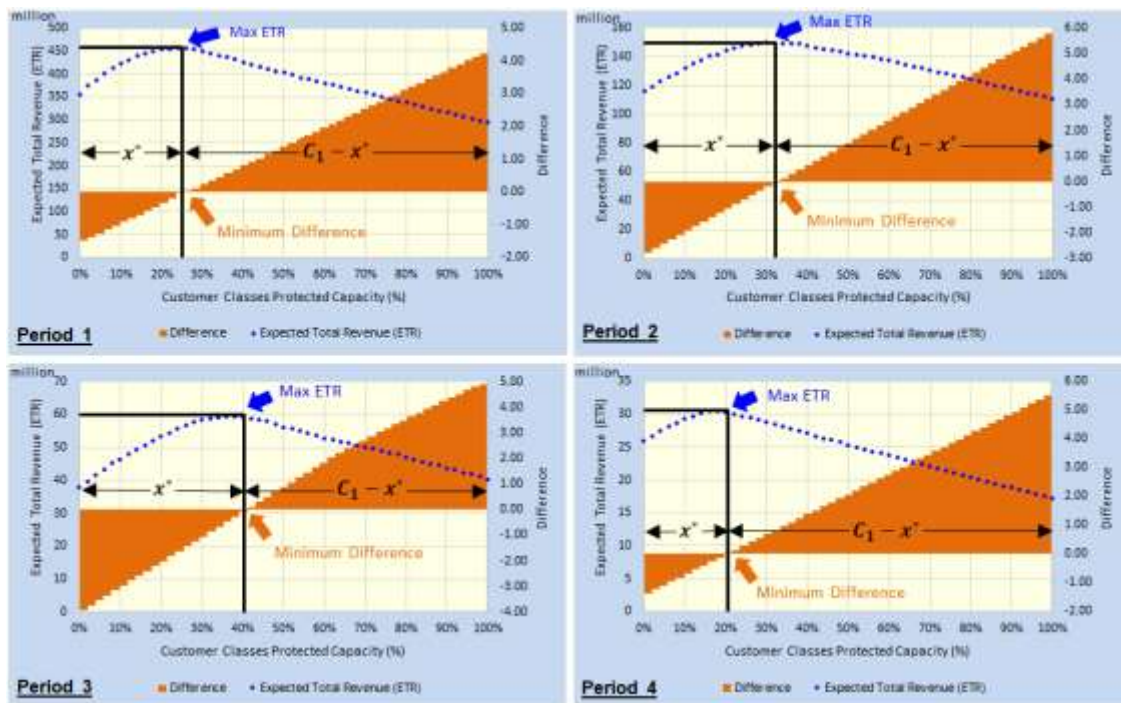 million
Expected Total Revenue (ETR)
500
450
400
350
300
250
200
150
100
50
0
Max ETR
x*
C₁ − x*
Minimum Difference
5.00
4.00
3.00
2.00
1.00
0.00
-1.00
-2.00
Difference
0% 10% 20% 30% 40% 50% 60% 70% 80% 90% 100%
Customer Classes Protected Capacity (%)
Period 1
Difference Expected Total Revenue (ETR)
million
Expected Total Revenue (ETR)
160
140
120
100
80
60
40
20
0
Max ETR
x*
C₁ − x*
Minimum Difference
6.00
5.00
4.00
3.00
2.00
1.00
0.00
-1.00
-2.00
-3.00
Difference
0% 10% 20% 30% 40% 50% 60% 70% 80% 90% 100%
Customer Classes Protected Capacity (%)
Period 2
Difference Expected Total Revenue (ETR)
million
Expected Total Revenue (ETR)
70
60
50
40
30
20
10
0
Max ETR
x*
C₁ − x*
Minimum Difference
5.00
4.00
3.00
2.00
1.00
0.00
-1.00
-2.00
-3.00
-4.00
Difference
0% 10% 20% 30% 40% 50% 60% 70% 80% 90% 100%
Customer Classes Protected Capacity (%)
Period 3
Difference Expected Total Revenue (ETR)
million
Expected Total Revenue (ETR)
35
30
25
20
15
10
5
0
Max ETR
x*
C₁ − x*
Minimum Difference
6.00
5.00
4.00
3.00
2.00
1.00
0.00
-1.00
-2.00
Difference
0% 10% 20% 30% 40% 50% 60% 70% 80% 90% 100%
Customer Classes Protected Capacity (%)
Period 4
Difference Expected Total Revenue (ETR)